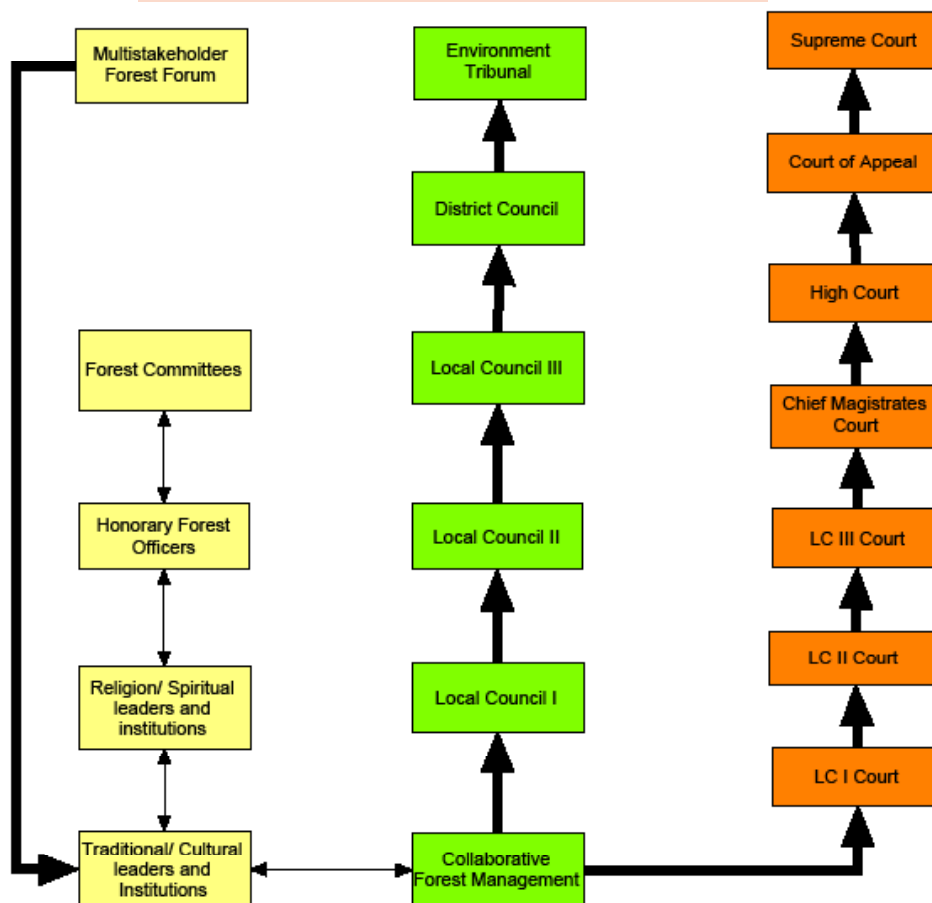 Multistakeholder
Forest Forum
Forest Committees
Honorary Forest
Officers
Religion/ Spiritual
leaders and
institutions
Traditional/ Cultural
leaders and
Institutions
Environment
Tribunal
District Council
Local Council III
Local Council II
Local Council I
Collaborative
Forest Management
Supreme Court
Court of Appeal
High Court
Chief Magistrates
Court
LC III Court
LC II Court
LC I Court